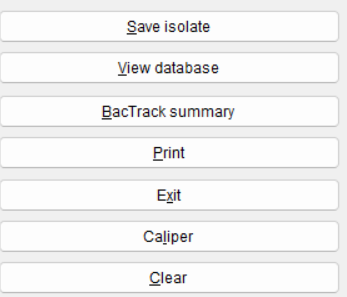 Save isolate
View database
BacTrack summary
Print
Exit
Caliper
Clear